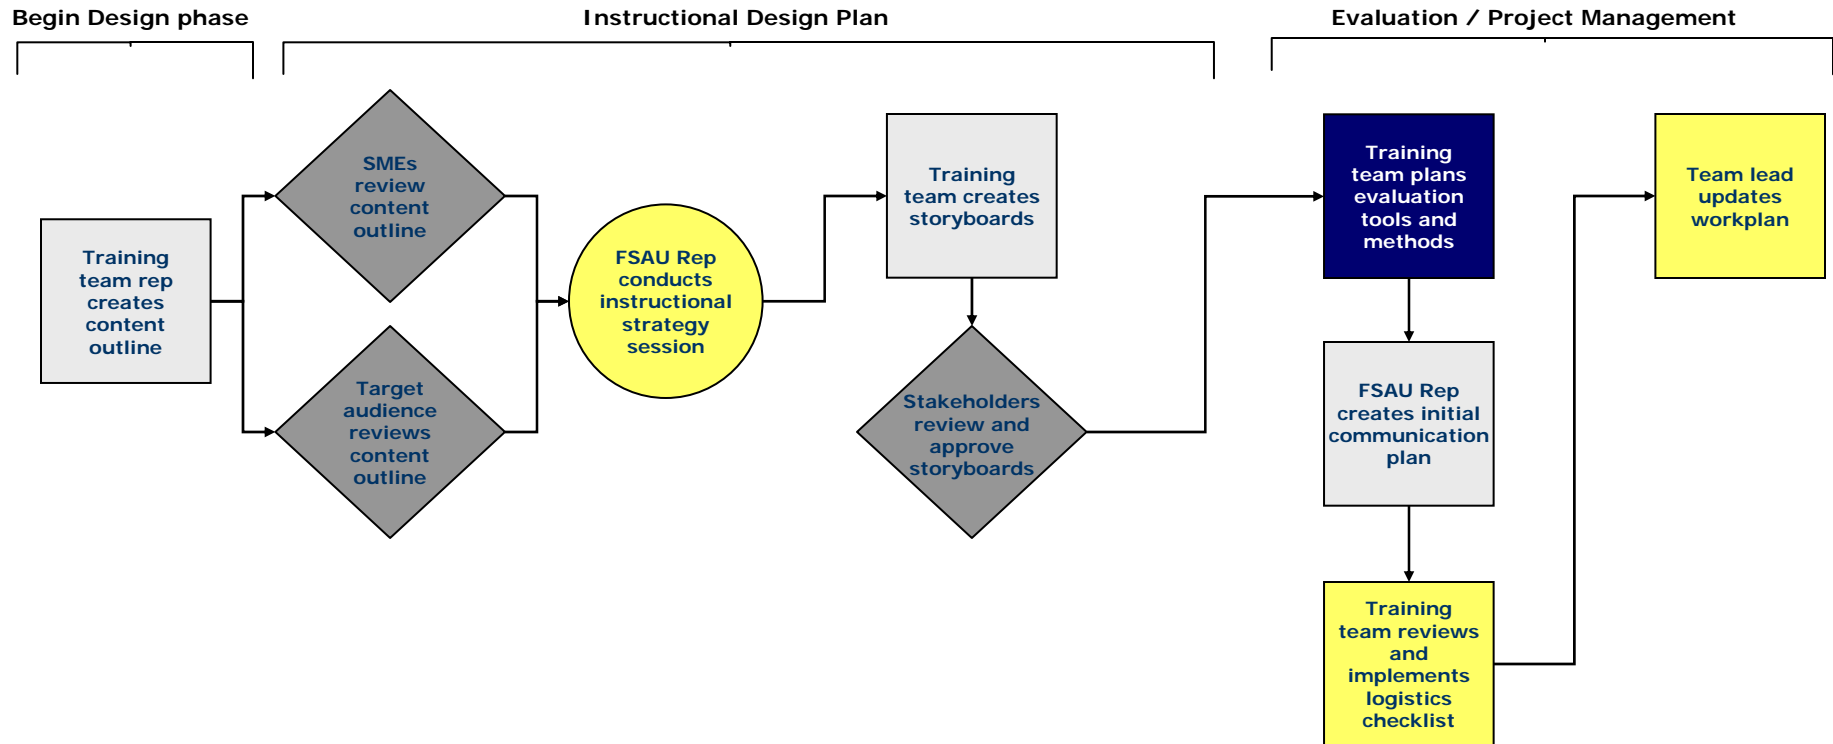 Begin Design phase
Instructional Design Plan
Evaluation / Project Management
Training
team rep
creates
content
outline
SMEs
review
content
outline
Target
audience
reviews
content
outline
FSAU Rep
conducts
instructional
strategy
session
Training
team creates
storyboards
Stakeholders
review and
approve
storyboards
Training
team plans
evaluation
tools and
methods
FSAU Rep
creates initial
communication
plan
Training
team reviews
and
implements
logistics
checklist
Team lead
updates
workplan